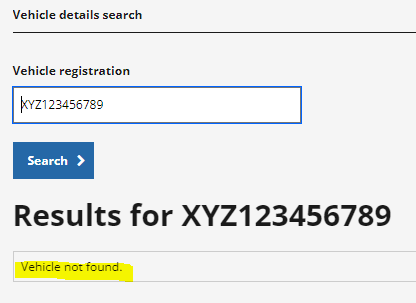 Vehicle details search
Vehicle registration
XYZ123456789
Search
Results for XYZ123456789
Vehicle not found.